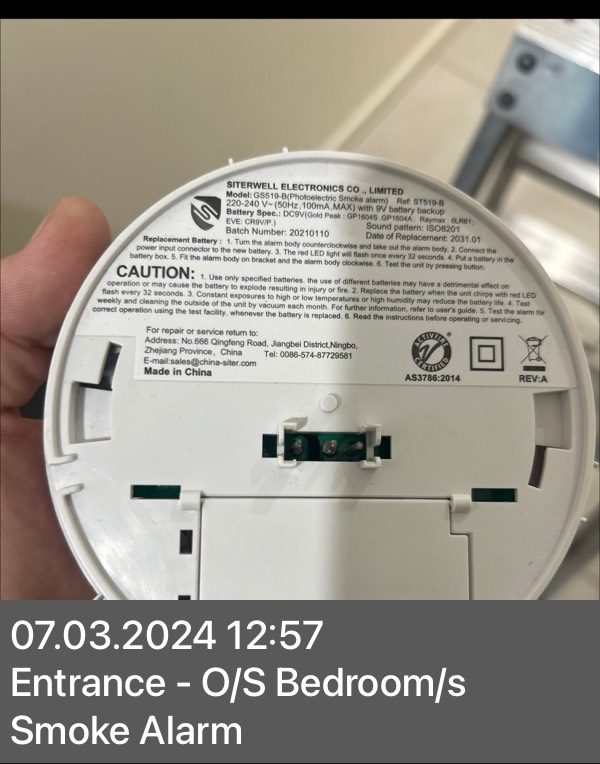 SITERWELL ELECTRONICS CO ., LIMITED
Model: GS519-B(Photoelectric Smoke alarm) Ref: ST519-B
220-240 V~(50Hz,100mA,MAX) with 9V battery backup
Battery Spec.: DC9V(Gold Peak : GP1604S ,GP1604A ; Raymax : 6LR61;
EVE: CR9V/P.) Sound pattern: ISO8201
Batch Number: 20210110 Date of Replacement: 2031.01
Replacement Battery : 1. Turn the alarm body counterclockwise and take out the alarm body. 2. Connect the
power input connector to the new battery. 3. The red LED will flash once every 32 seconds. 4. Put a battery in the
battery box. 5. Fit the alarm body on bracket and the alarm body clockwise. 6. Test the unit by pressing button.
CAUTION: 1. Use only specified batteries. the use of different batteries may have a detrimental effect on
operation or may cause the battery to explode resulting in injury or fire. 2. Replace the battery when the unit chirps with red LED
flash every 32 seconds. 3. Constant exposures to high or low temperatures or high humidity may reduce the battery life. 4. Test
weekly and cleaning outside of the unit by vacuum each month. For further information, refer to user's guide. 5. Test the alarm for
correct operation using the test facility, whenever the battery is replaced. 6. Read the instructions before operating or servicing.
For repair or service return to:
Address: No.666 Qingfeng Road, Jiangbei District,Ningbo,
Zhejiang Province, China Tel: 0086-574-87729581
E-mail:sales@china-siter.com
Made in China
ACTIVFIRE
CERTIFIED
®
AS3786:2014 REV:A
07.03.2024 12:57
Entrance - O/S Bedroom/s
Smoke Alarm